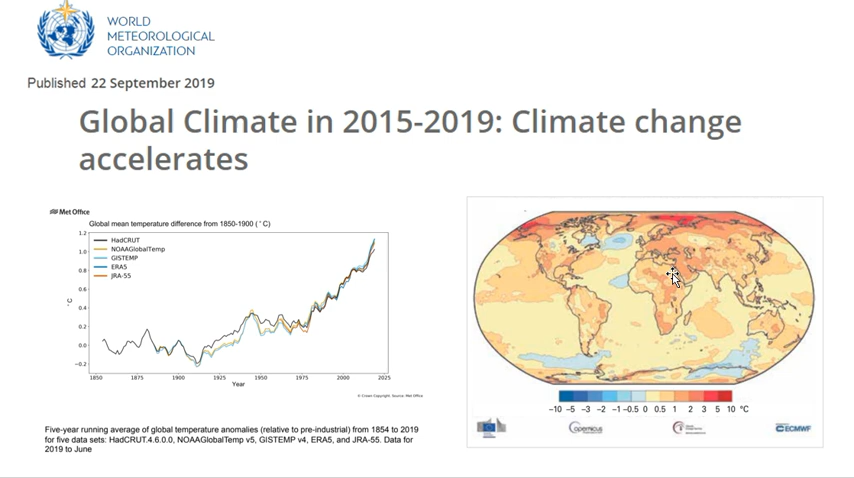 WORLD
METEOROLOGICAL
ORGANIZATION
Published 22 September 2019
Global Climate in 2015-2019: Climate change
accelerates
Met Office
Global mean temperature difference from 1850-1900 (°C)
HadCRUT
NOAAGlobalTemp
GISTEMP
ERA5
JRA-55
1.2
1.0
0.8
0.6
0.4
0.2
0.0
−0.2
°C
1850 1875 1900 1925 1950 1975 2000 2025
Year
© Crown Copyright. Source: Met Office
Five-year running average of global temperature anomalies (relative to pre-industrial) from 1854 to 2019
for five data sets: HadCRUT.4.6.0.0, NOAAGlobalTemp v5, GISTEMP v4, ERA5, and JRA-55. Data for
2019 to June
−10 −5 −3 −2 −1 −0.5 0 0.5 1 2 3 5 10 °C
Copernicus
ECMWF